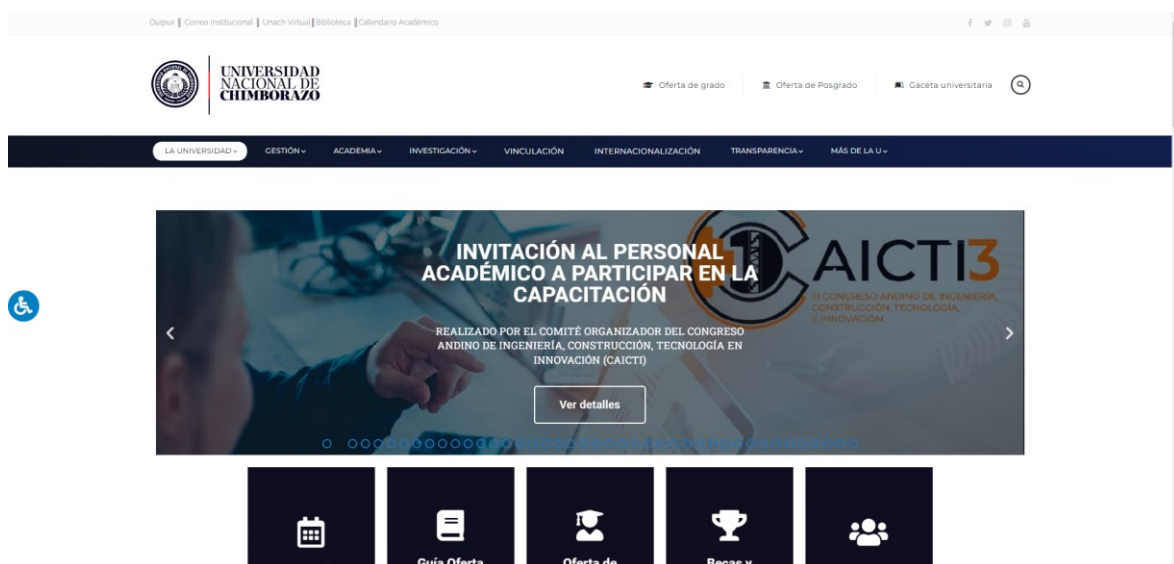 Quipux ‖ Correo Institucional ‖ Unach Virtual‖Biblioteca ‖Calendario Académico
UNIVERSIDAD
NACIONAL DE
CHIMBORAZO
Oferta de grado
Oferta de Posgrado
Gaceta universitaria
LA UNIVERSIDAD
GESTIÓN
ACADEMIA
INVESTIGACIÓN
VINCULACIÓN
INTERNACIONALIZACIÓN
TRANSPARENCIA
MÁS DE LA U
INVITACIÓN AL PERSONAL
ACADÉMICO A PARTICIPAR EN LA
CAPACITACIÓN
REALIZADO POR EL COMITÉ ORGANIZADOR DEL CONGRESO
ANDINO DE INGENIERÍA, CONSTRUCCIÓN, TECNOLOGÍA EN
INNOVACIÓN (CAICTI)
Ver detalles
CAICTI3
III CONGRESO ANDINO DE INGENIERÍA,
CONSTRUCCIÓN, TECNOLOGÍA,
E INNOVACIÓN
Guía Oferta
Oferta de
Becas y